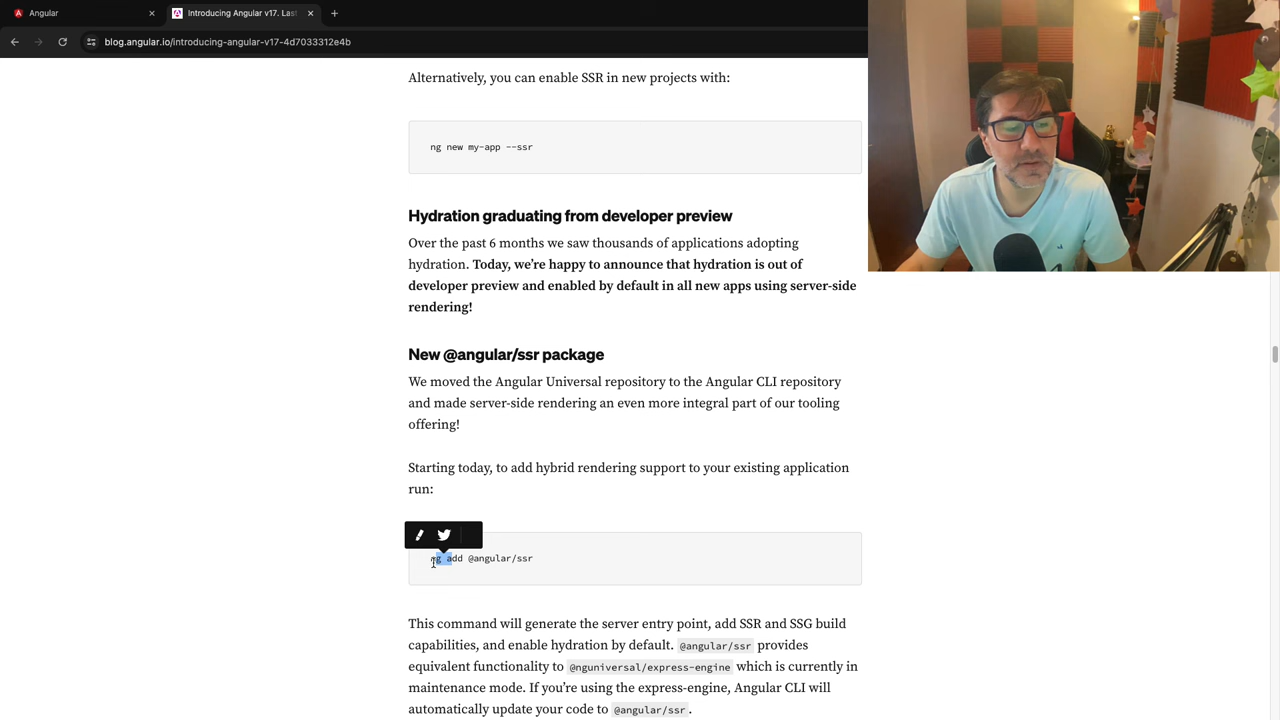 Angular
Introducing Angular v17. Last
blog.angular.io/introducing-angular-v17-4d7033312e4b
Alternatively, you can enable SSR in new projects with:
ng new my-app --ssr
Hydration graduating from developer preview
Over the past 6 months we saw thousands of applications adopting
hydration. Today, we’re happy to announce that hydration is out of
developer preview and enabled by default in all new apps using server-side
rendering!
New @angular/ssr package
We moved the Angular Universal repository to the Angular CLI repository
and made server-side rendering an even more integral part of our tooling
offering!
Starting today, to add hybrid rendering support to your existing application
run:
ng add @angular/ssr
This command will generate the server entry point, add SSR and SSG build
capabilities, and enable hydration by default. @angular/ssr provides
equivalent functionality to @nguniversal/express-engine which is currently in
maintenance mode. If you’re using the express-engine, Angular CLI will
automatically update your code to @angular/ssr.